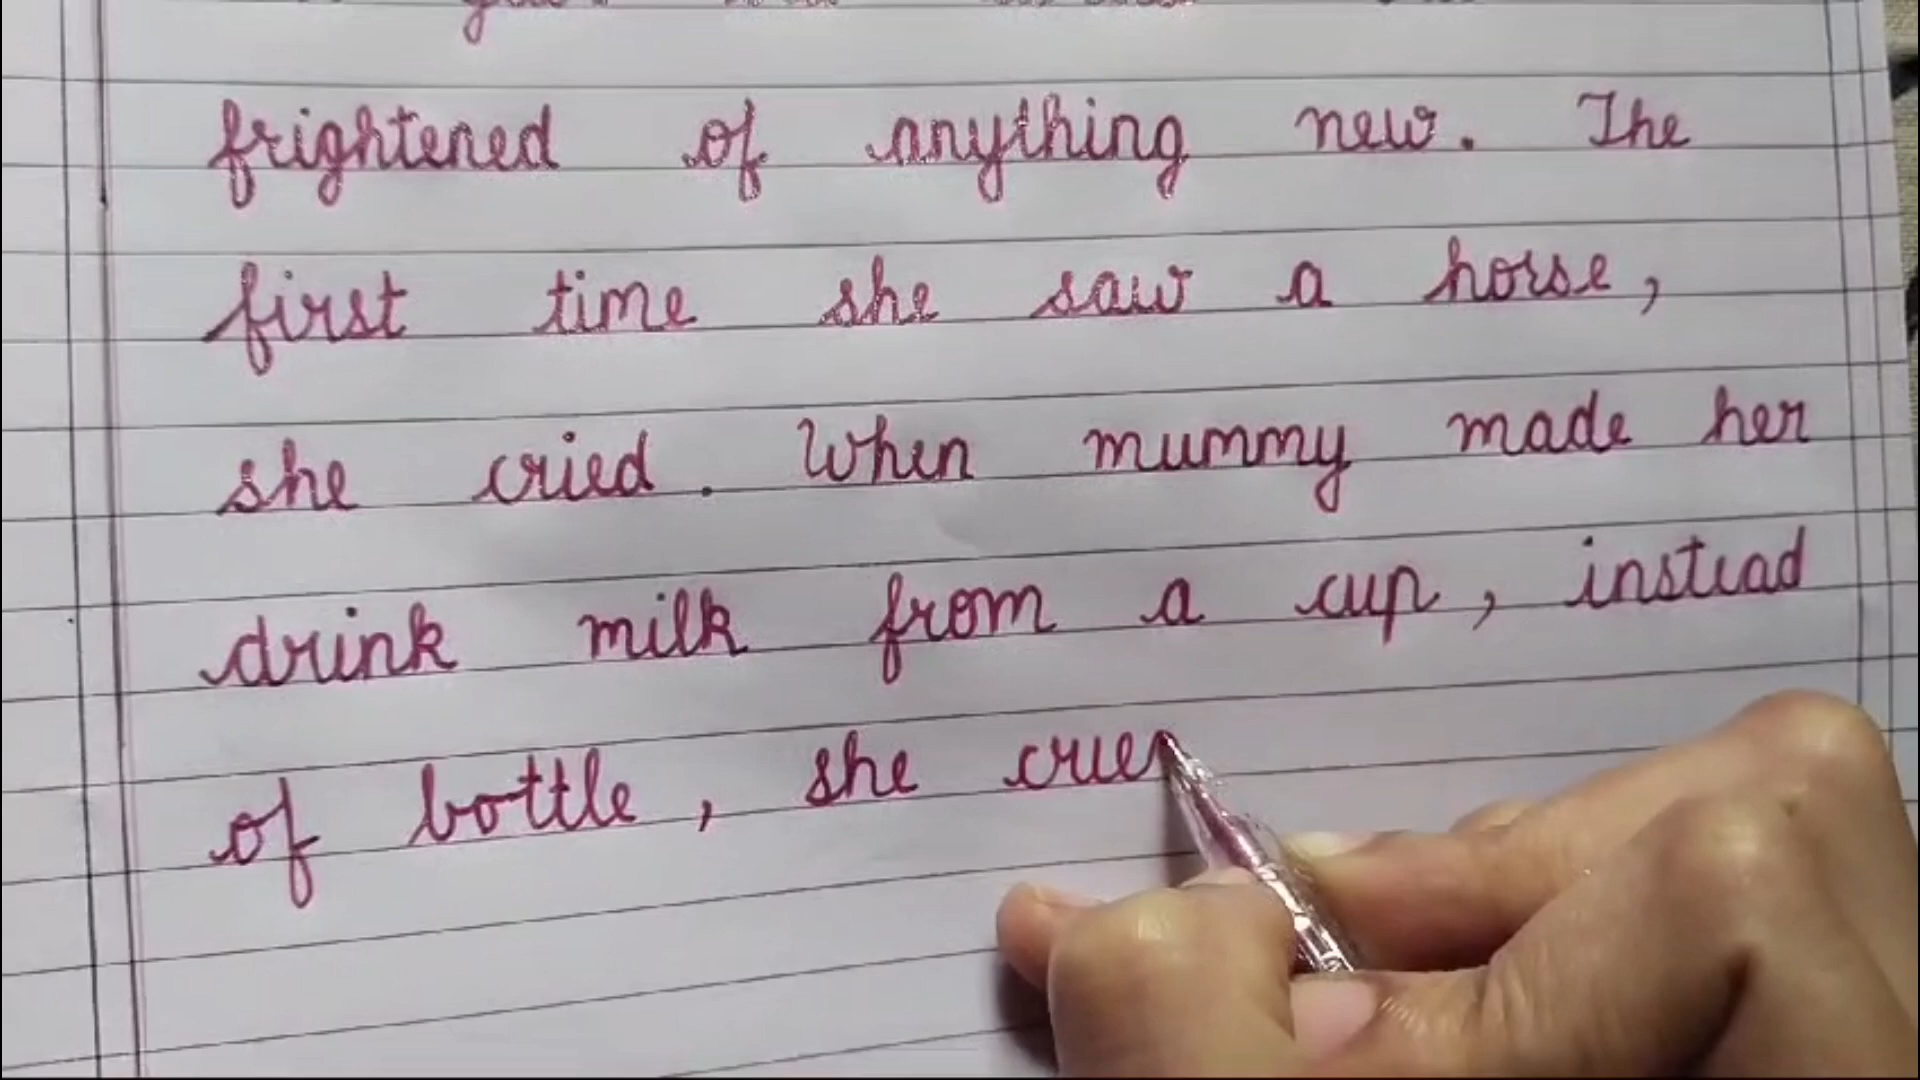 frightened of anything new. The
first time she saw a horse,
she cried. When mummy made her
drink milk from a cup, instead
of bottle, she